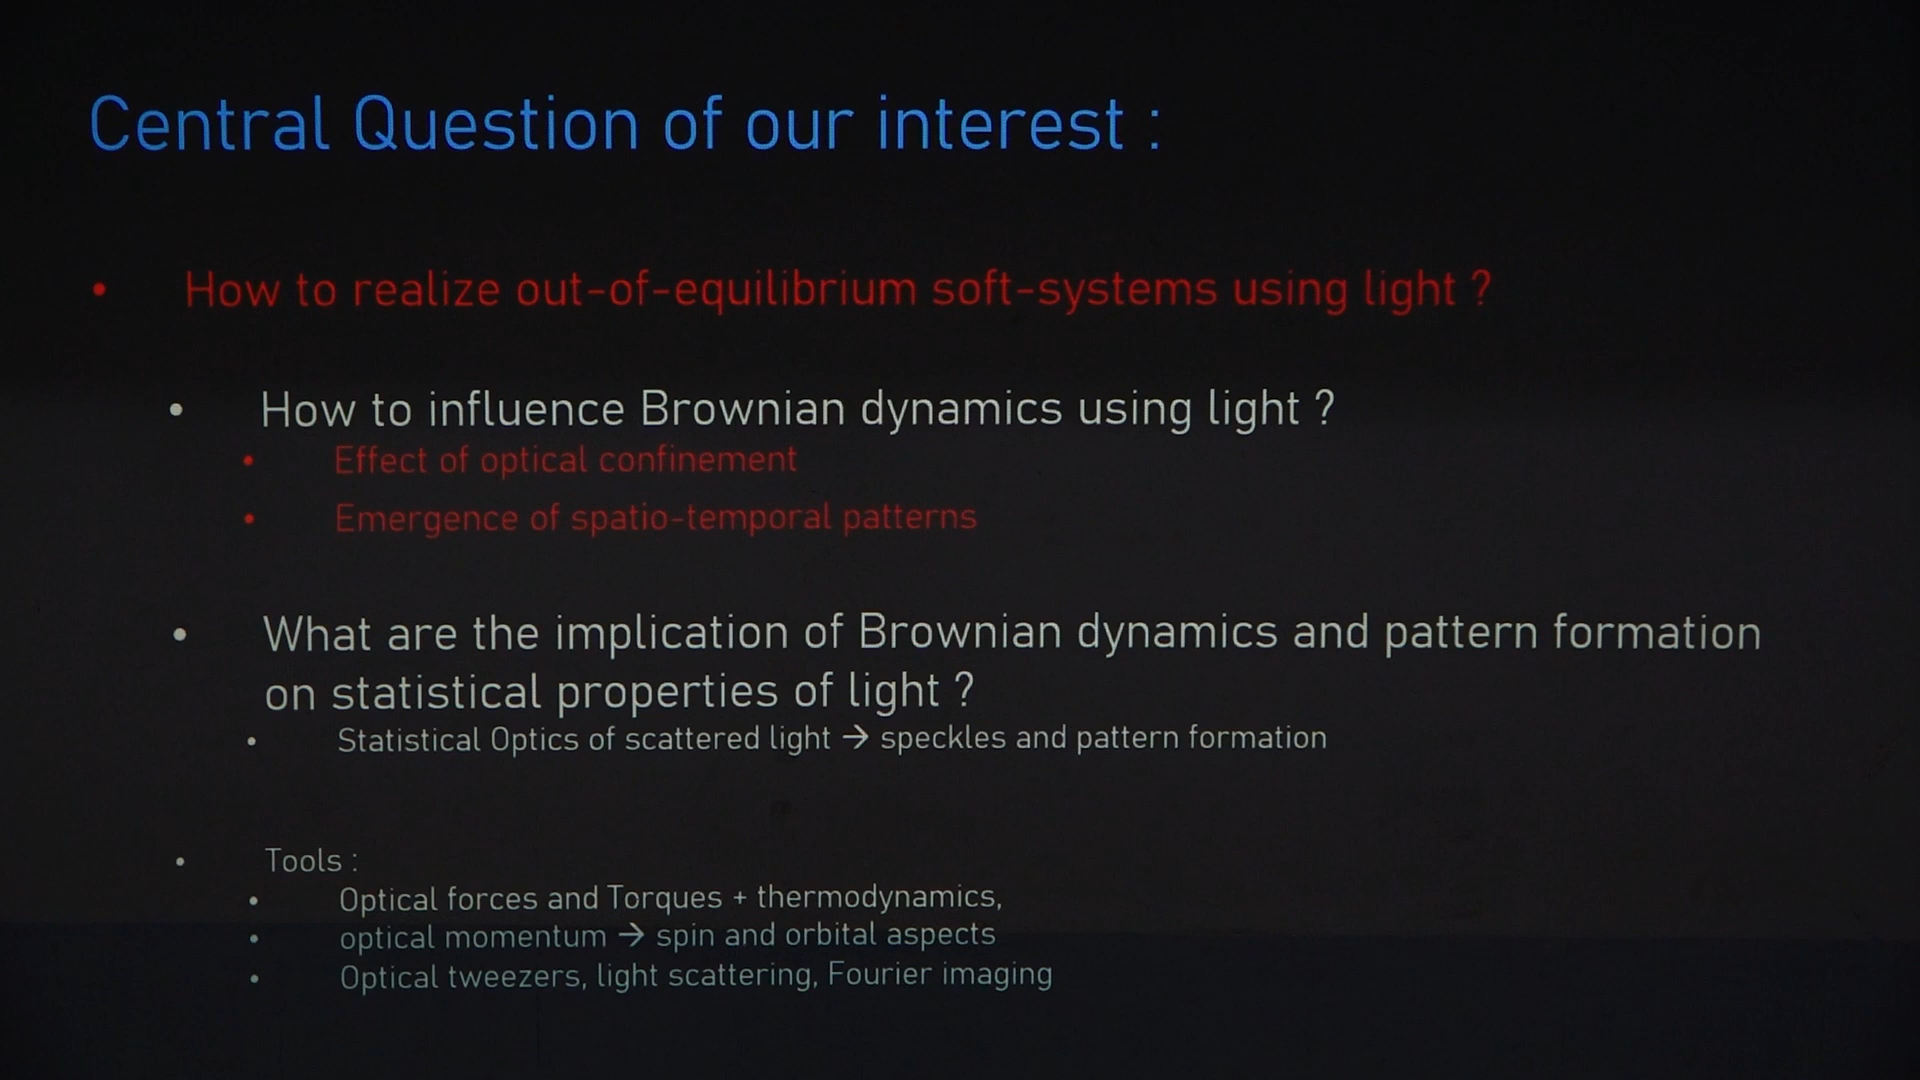 Central Question of our interest :
• How to realize out-of-equilibrium soft-systems using light ?
• How to influence Brownian dynamics using light ?
• Effect of optical confinement
• Emergence of spatio-temporal patterns
• What are the implication of Brownian dynamics and pattern formation
on statistical properties of light ?
• Statistical Optics of scattered light → speckles and pattern formation
• Tools :
• Optical forces and Torques + thermodynamics,
• optical momentum → spin and orbital aspects
• Optical tweezers, light scattering, Fourier imaging